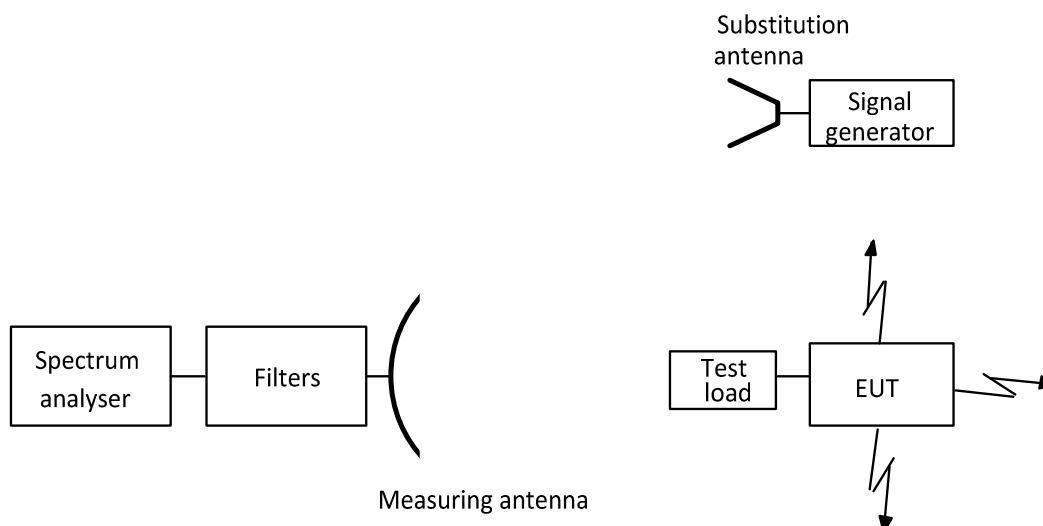 Substitution
antenna
Signal
generator
Spectrum
analyser
Filters
Test
load
EUT
Measuring antenna